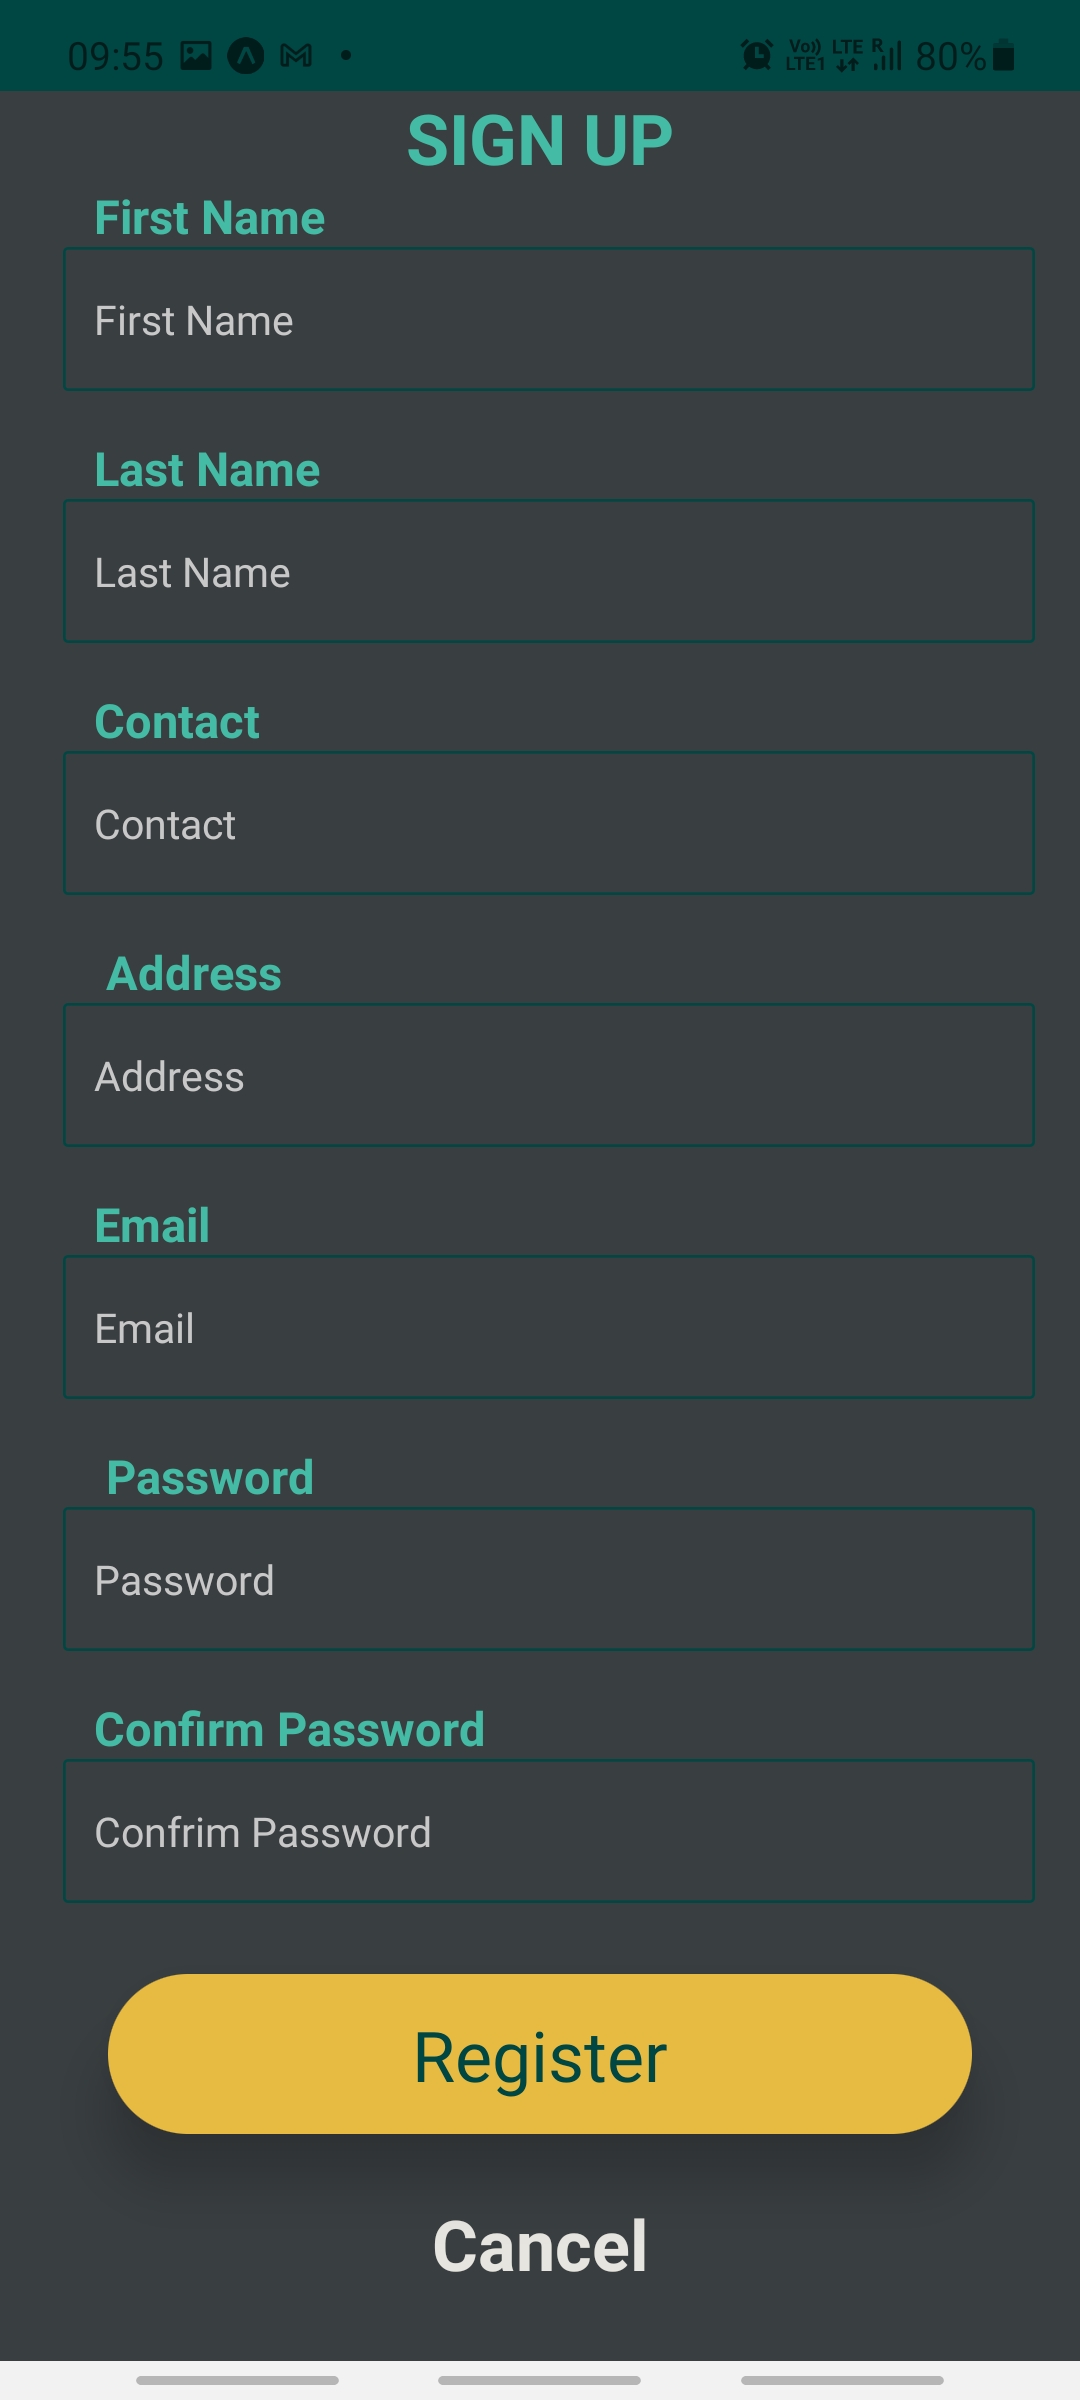 09:55 Vo)) LTE1 LTE R 80%
SIGN UP
First Name
First Name
Last Name
Last Name
Contact
Contact
Address
Address
Email
Email
Password
Password
Confirm Password
Confrim Password
Register
Cancel